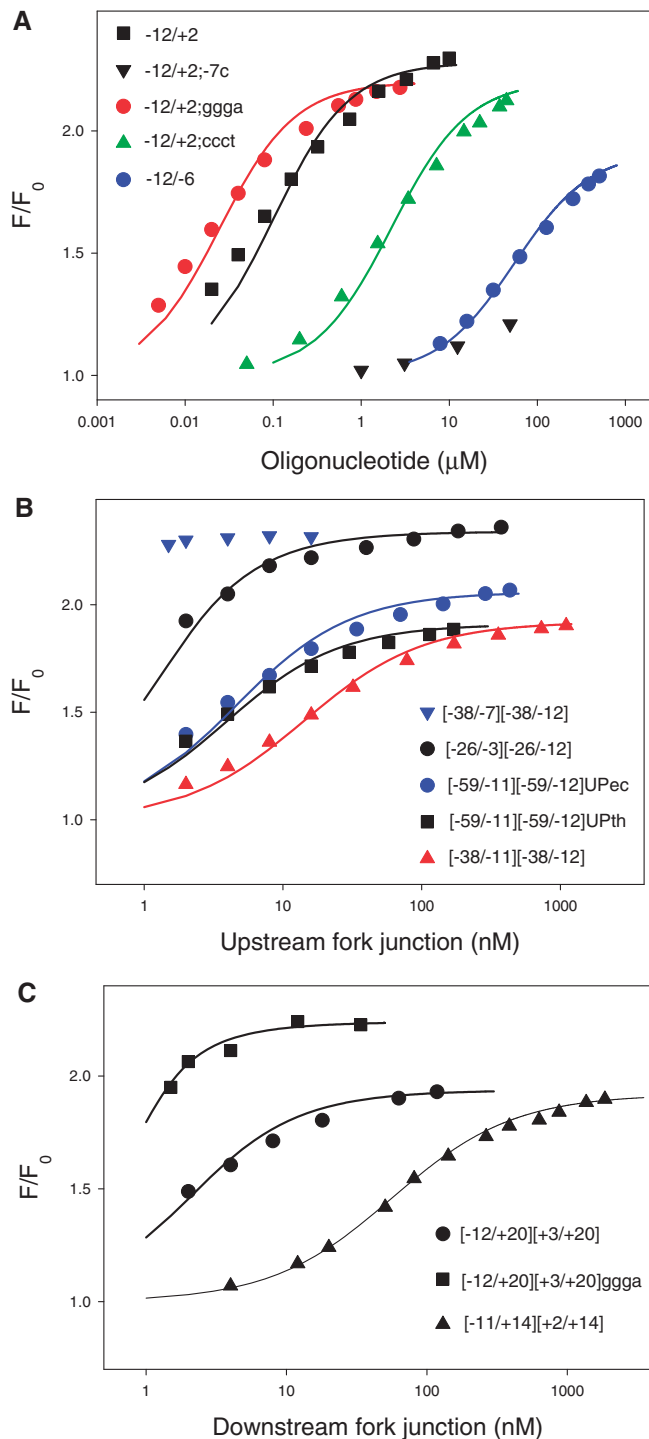 A
-12/+2
-12/+2;-7c
-12/+2;ggga
-12/+2;ccct
-12/-6
F/F0
2.0
1.5
1.0
0.001 0.01 0.1 1 10 100 1000
Oligonucleotide (μM)
B
F/F0
2.0
1.5
1.0
[-38/-7][-38/-12]
[-26/-3][-26/-12]
[-59/-11][-59/-12]UPec
[-59/-11][-59/-12]UPth
[-38/-11][-38/-12]
1 10 100 1000
Upstream fork junction (nM)
C
F/F0
2.0
1.5
1.0
[-12/+20][+3/+20]
[-12/+20][+3/+20]ggga
[-11/+14][+2/+14]
1 10 100 1000
Downstream fork junction (nM)